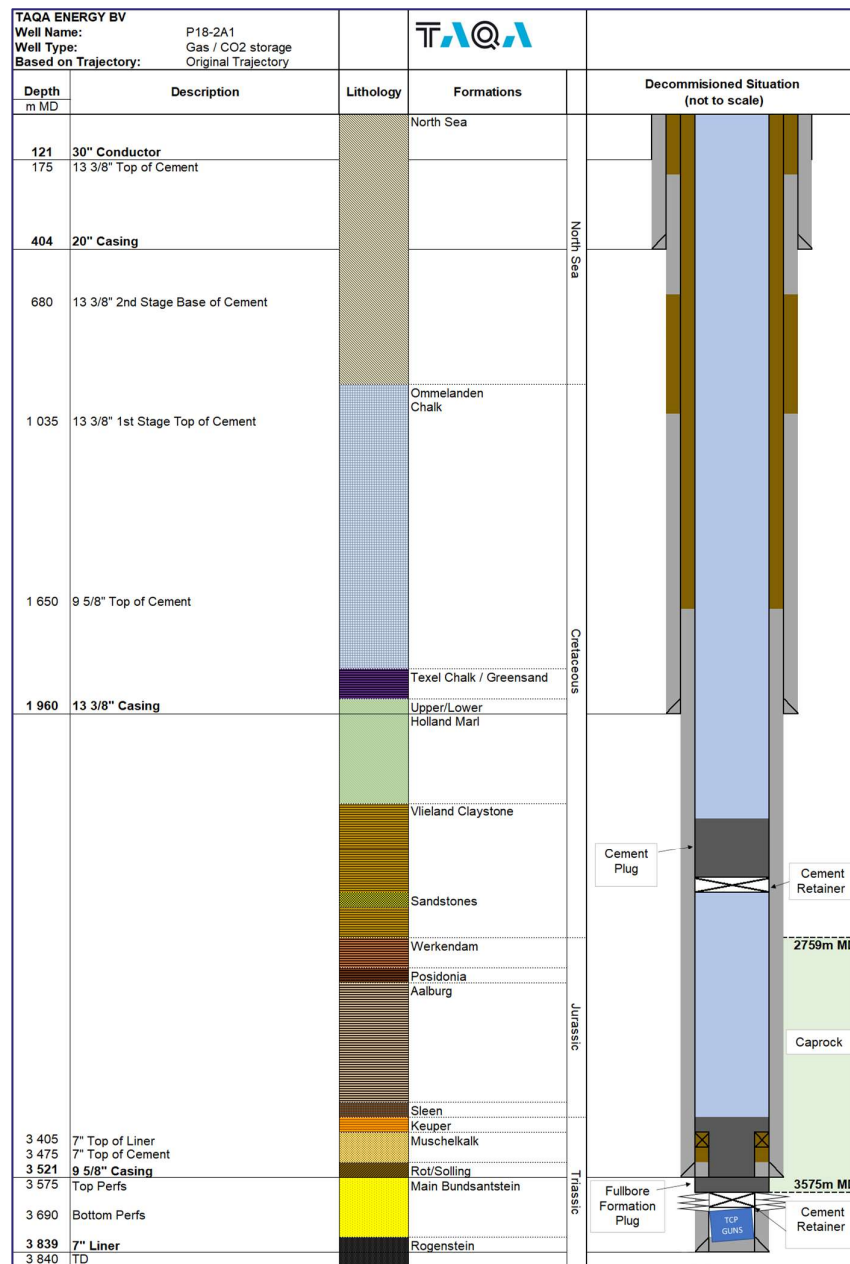 TAQA ENERGY BV
Well Name: P18-2A1
Well Type: Gas / CO2 storage
Based on Trajectory: Original Trajectory
TAQA
Depth
m MD
Description
Lithology
Formations
Decommisioned Situation
(not to scale)
North Sea
121 30" Conductor
175 13 3/8" Top of Cement
404 20" Casing
North Sea
680 13 3/8" 2nd Stage Base of Cement
Ommelanden
Chalk
1 035 13 3/8" 1st Stage Top of Cement
1 650 9 5/8" Top of Cement
Cretaceous
Texel Chalk / Greensand
1 960 13 3/8" Casing
Upper/Lower
Holland Marl
Vlieland Claystone
Cement
Plug
Cement
Retainer
Sandstones
Werkendam
2759m MD
Posidonia
Aalburg
Jurassic
Caprock
Sleen
Keuper
3 405 7" Top of Liner
Muschelkalk
3 475 7" Top of Cement
3 521 9 5/8" Casing
Rot/Solling
Triassic
3 575 Top Perfs
Main Bundsantstein
3575m MD
Fullbore
Formation
Plug
3 690 Bottom Perfs
TCP
GUNS
Cement
Retainer
3 839 7" Liner
Rogenstein
3 840 TD